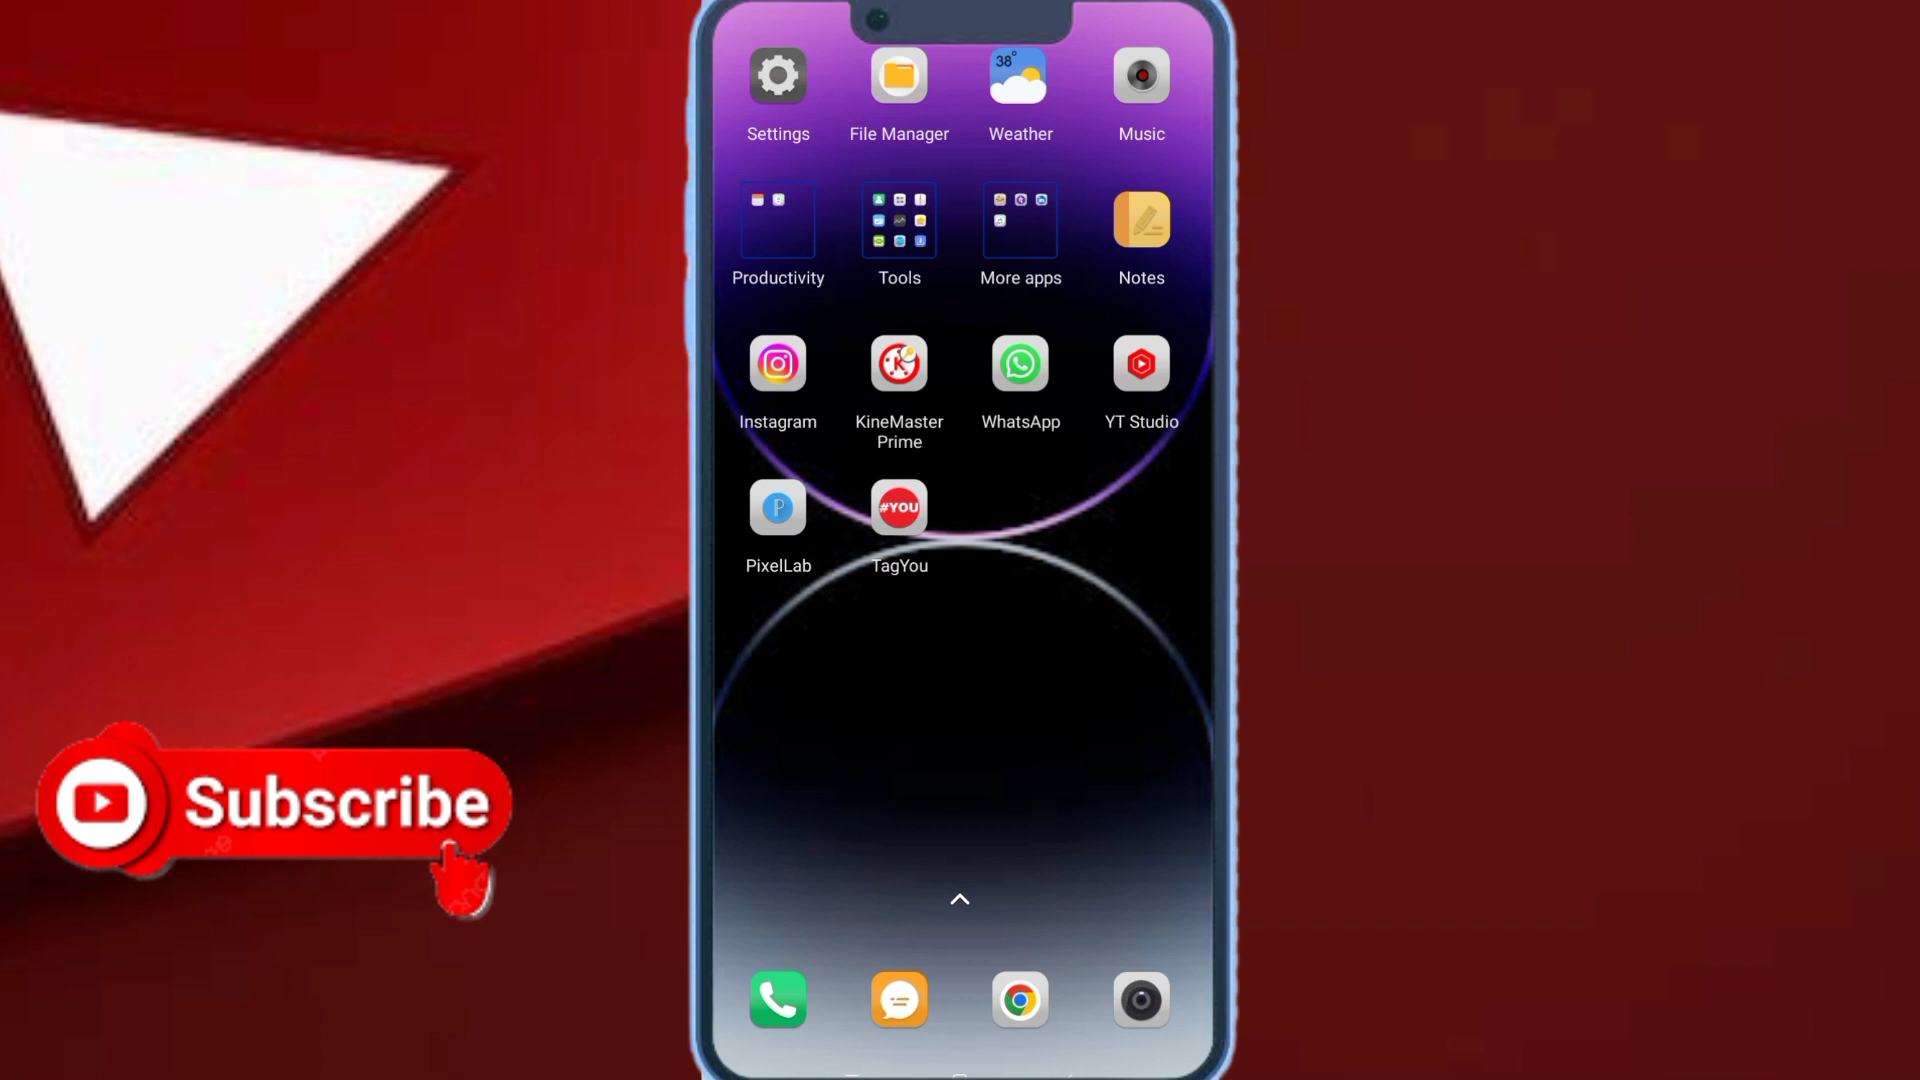 38°
Settings
File Manager
Weather
Music
Productivity
Tools
More apps
Notes
Instagram
KineMaster
Prime
WhatsApp
YT Studio
#YOU
PixelLab
TagYou
Subscribe